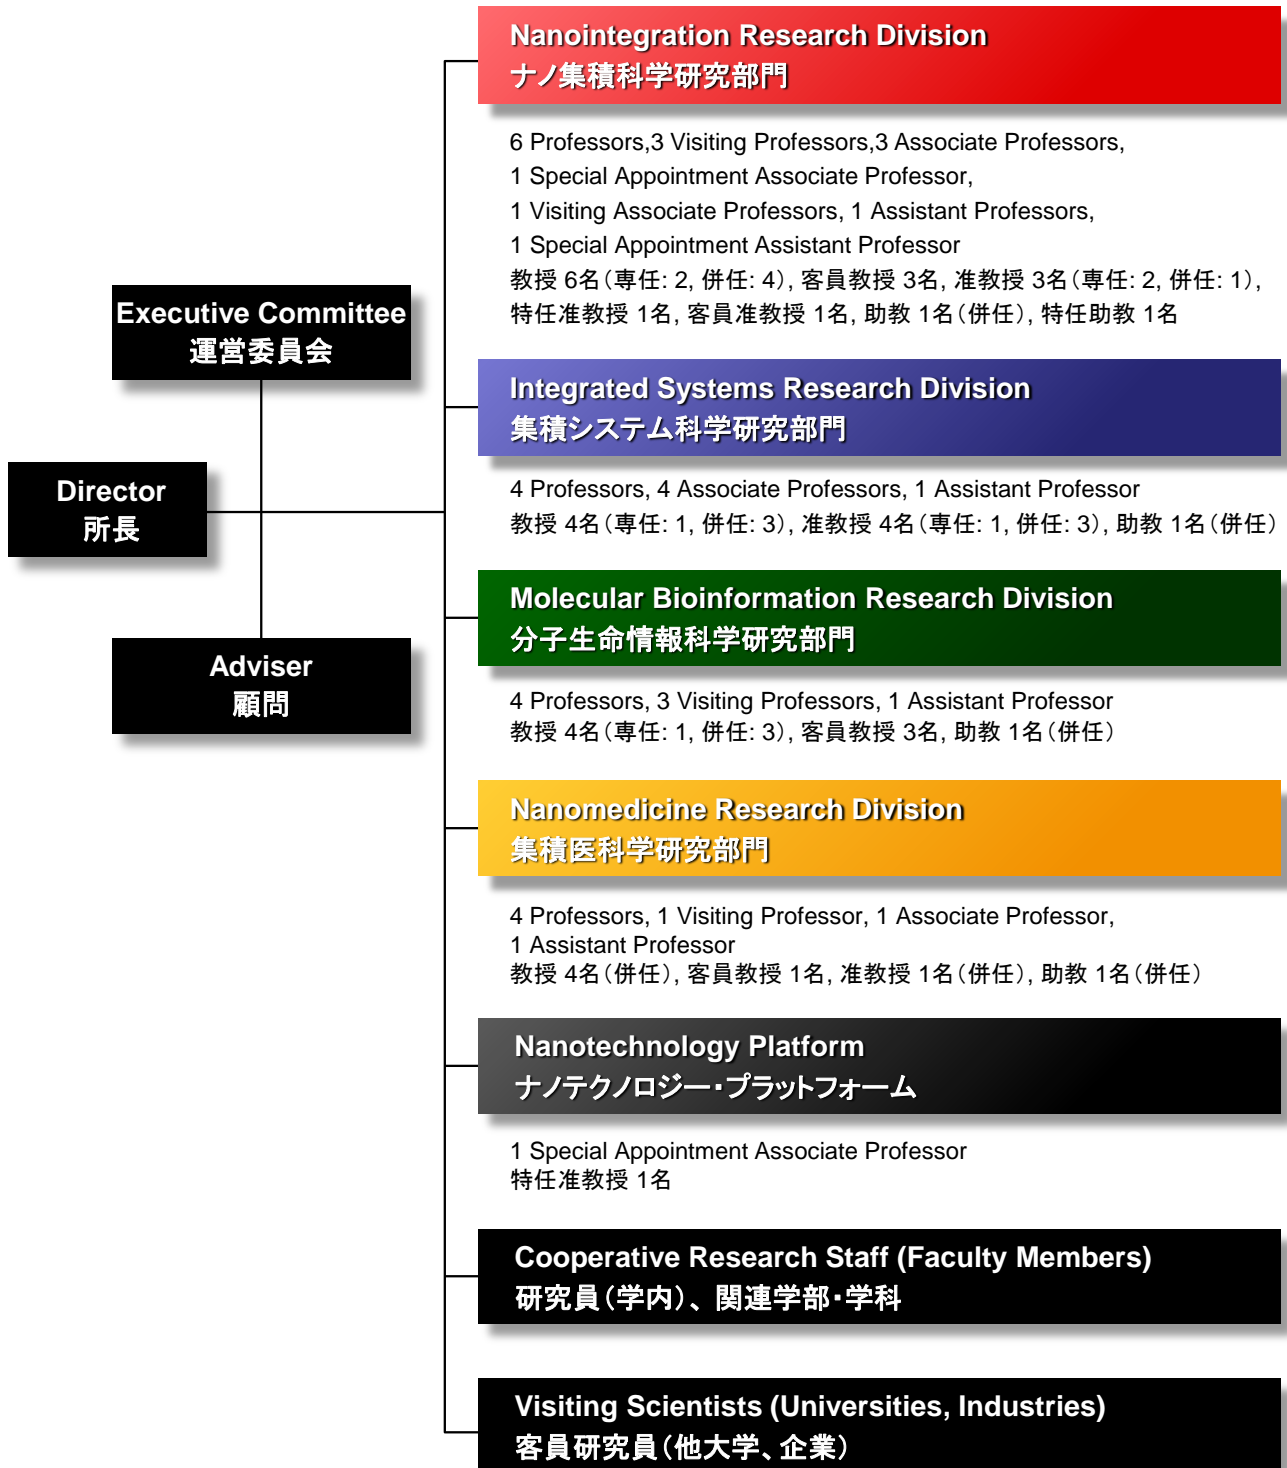 Nanointegration Research Division
ナノ集積科学研究部門
6 Professors,3 Visiting Professors,3 Associate Professors,
1 Special Appointment Associate Professor,
1 Visiting Associate Professors, 1 Assistant Professors,
1 Special Appointment Assistant Professor
教授 6名（専任: 2, 併任: 4）, 客員教授 3名, 准教授 3名（専任: 2, 併任: 1）,
特任准教授 1名, 客員准教授 1名, 助教 1名（併任）, 特任助教 1名
Executive Committee
運営委員会
Integrated Systems Research Division
集積システム科学研究部門
4 Professors, 4 Associate Professors, 1 Assistant Professor
教授 4名（専任: 1, 併任: 3）, 准教授 4名（専任: 1, 併任: 3）, 助教 1名（併任）
Director
所長
Molecular Bioinformation Research Division
分子生命情報科学研究部門
4 Professors, 3 Visiting Professors, 1 Assistant Professor
教授 4名（専任: 1, 併任: 3）, 客員教授 3名, 助教 1名（併任）
Adviser
顧問
Nanomedicine Research Division
集積医科学研究部門
4 Professors, 1 Visiting Professor, 1 Associate Professor,
1 Assistant Professor
教授 4名（併任）, 客員教授 1名, 准教授 1名（併任）, 助教 1名（併任）
Nanotechnology Platform
ナノテクノロジー・プラットフォーム
1 Special Appointment Associate Professor
特任准教授 1名
Cooperative Research Staff (Faculty Members)
研究員（学内）、関連学部・学科
Visiting Scientists (Universities, Industries)
客員研究員（他大学、企業）